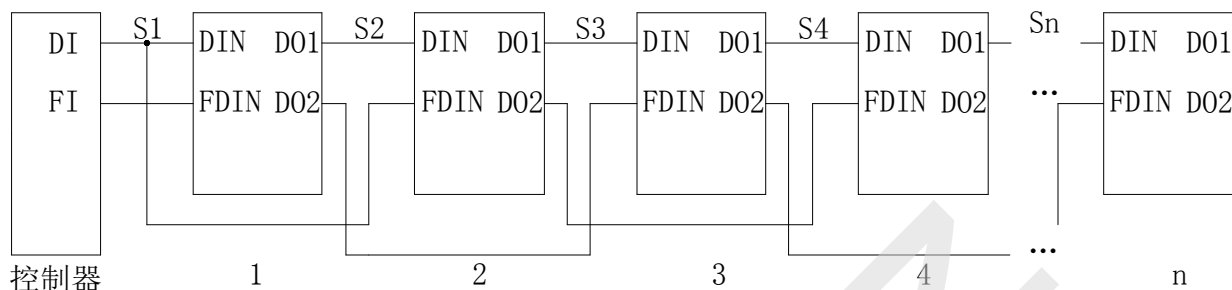 DI S1 DIN DO1 S2 DIN DO1 S3 DIN DO1 S4 DIN DO1 Sn DIN DO1
FI FDIN DO2 FDIN DO2 FDIN DO2 FDIN DO2 ... FDIN DO2
...
控制器 1 2 3 4 n